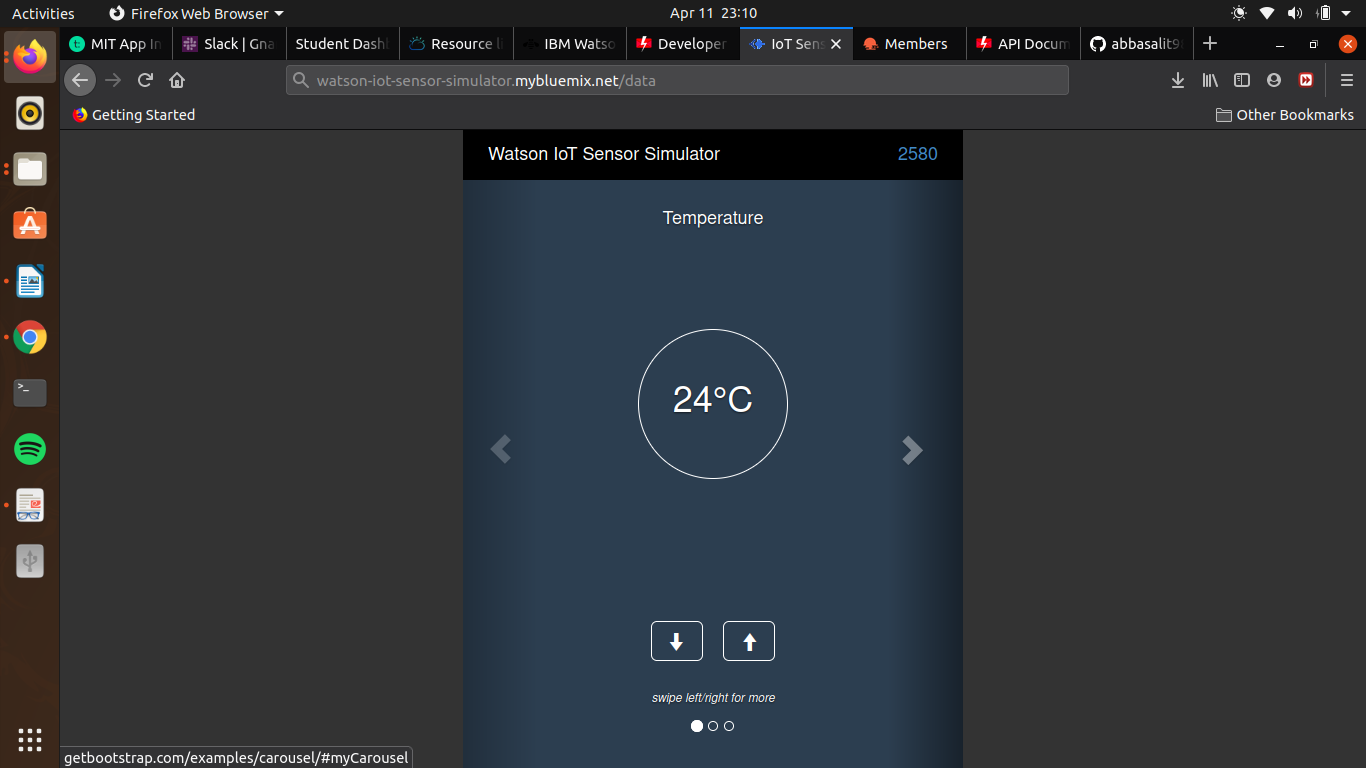 Activities Firefox Web Browser Apr 11 23:10
MIT App In Slack | Gna Student Dash Resource li IBM Watso Developer IoT Sens Members API Docum abbasalit98
watson-iot-sensor-simulator.mybluemix.net/data
Getting Started Other Bookmarks
Watson IoT Sensor Simulator 2580
Temperature
24°C
swipe left/right for more
getbootstrap.com/examples/carousel/#myCarousel